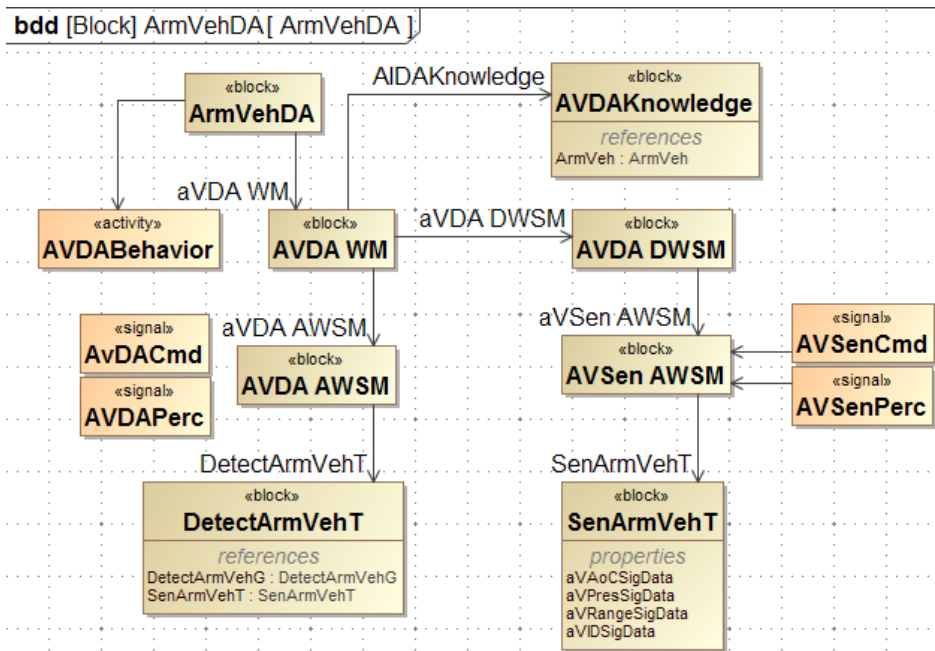 bdd [Block] ArmVehDA[ ArmVehDA ]
«block»
ArmVehDA
AIDAKnowledge
«block»
AVDAKnowledge
references
ArmVeh : ArmVeh
aVDA WM
«activity»
AVDABehavior
«block»
AVDA WM
aVDA DWSM
«block»
AVDA DWSM
«signal»
AvDACmd
«signal»
AVDAPerc
aVDA AWSM
«block»
AVDA AWSM
aVSen AWSM
«block»
AVSen AWSM
«signal»
AVSenCmd
«signal»
AVSenPerc
DetectArmVehT
«block»
DetectArmVehT
references
DetectArmVehG : DetectArmVehG
SenArmVehT : SenArmVehT
SenArmVehT
«block»
SenArmVehT
properties
aVAoCSigData
aVPresSigData
aVRangeSigData
aVIDSigData